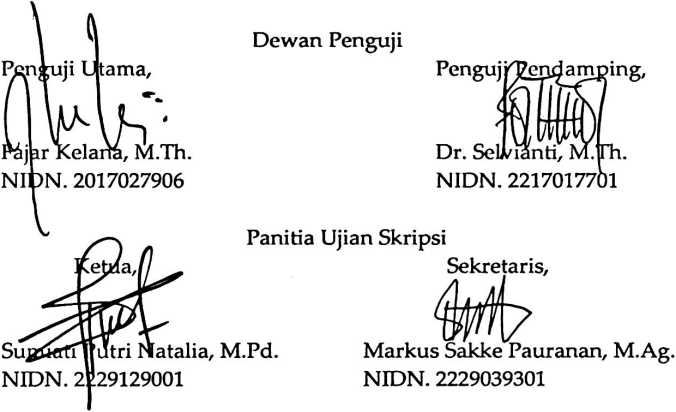 Dewan Penguji
Penguji Utama, Penguji Pendamping,
Fajar Kelana, M.Th. Dr. Selvianti, M.Th.
NIDN. 2017027906 NIDN. 2217017701
Panitia Ujian Skripsi
Ketua, Sekretaris,
Sumiati Putri Natalia, M.Pd. Markus Sakke Pauranan, M.Ag.
NIDN. 2229129001 NIDN. 2229039301